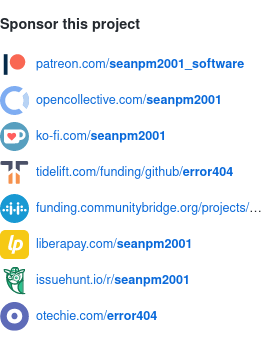 Sponsor this project
patreon.com/seanpm2001_software
opencollective.com/seanpm2001
ko-fi.com/seanpm2001
tidelift.com/funding/github/error404
funding.communitybridge.org/projects/...
lp liberapay.com/seanpm2001
issuehunt.io/r/seanpm2001
otechie.com/error404